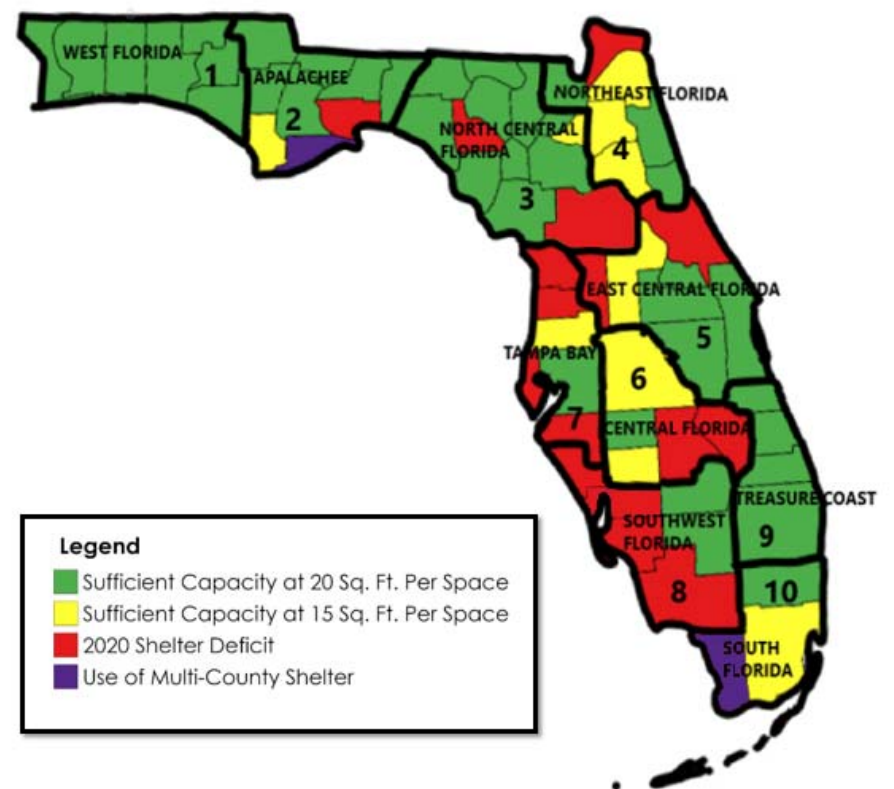 WEST FLORIDA
1
APALACHEE
2
NORTHEAST FLORIDA
NORTH CENTRAL
FLORIDA
4
3
EAST CENTRAL FLORIDA
5
TAMPA BAY
6
7
CENTRAL FLORIDA
TREASURE COAST
SOUTHWEST
FLORIDA
9
8
10
SOUTH
FLORIDA
Legend
Sufficient Capacity at 20 Sq. Ft. Per Space
Sufficient Capacity at 15 Sq. Ft. Per Space
2020 Shelter Deficit
Use of Multi-County Shelter